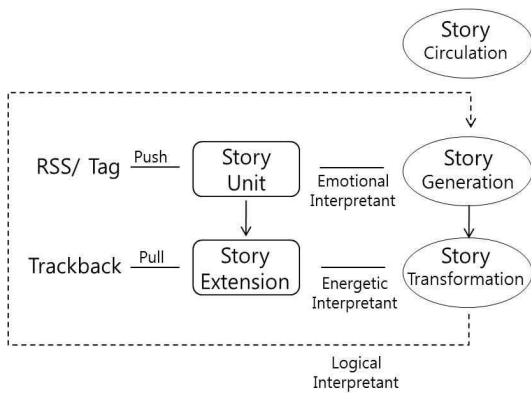 Story
Circulation
RSS/ Tag
Push
Story
Unit
Emotional
Interpretant
Story
Generation
Trackback
Pull
Story
Extension
Energetic
Interpretant
Story
Transformation
Logical
Interpretant